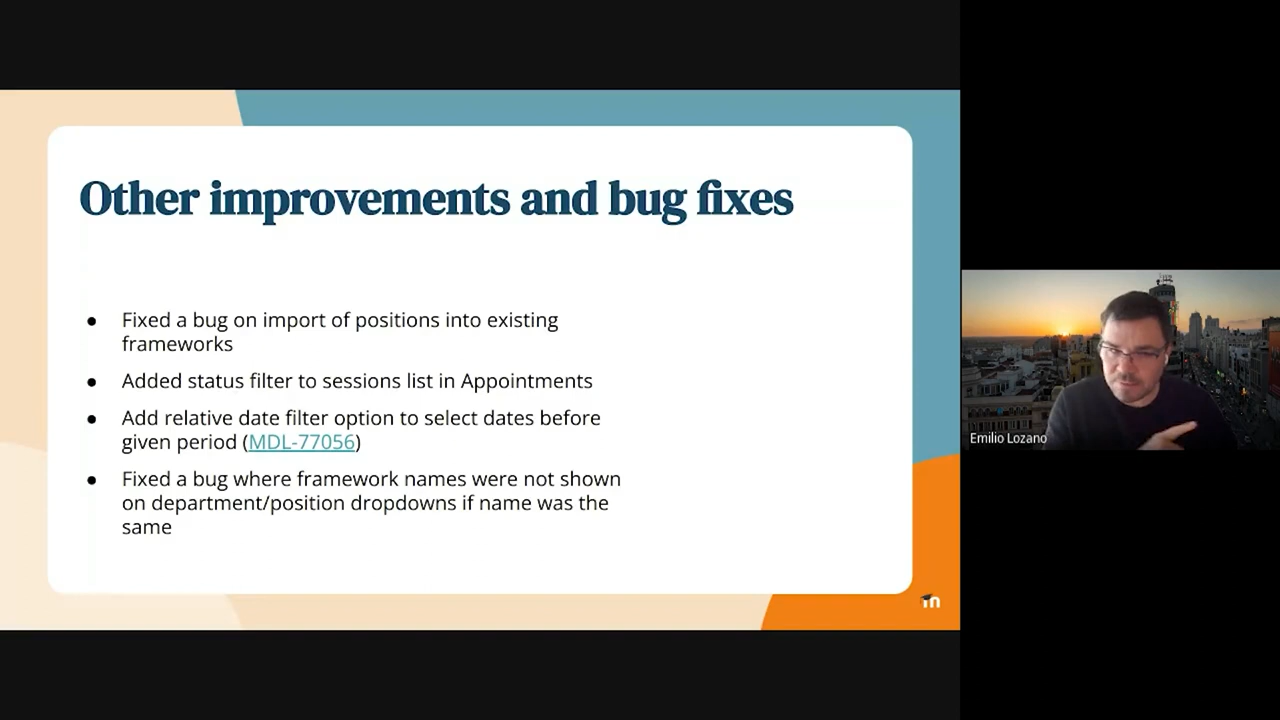 Other improvements and bug fixes
● Fixed a bug on import of positions into existing
frameworks
● Added status filter to sessions list in Appointments
● Add relative date filter option to select dates before
given period (MDL-77056)
● Fixed a bug where framework names were not shown
on department/position dropdowns if name was the
same
m
Emilio Lozano